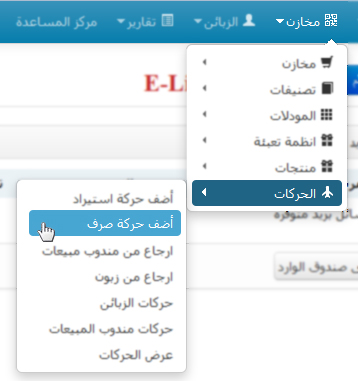 مخازن الزبائن تقارير مركز المساعدة
E-Li
مخازن
تصنيفات
المودلات
انظمة تعبئة
منتجات
الحركات
أضف حركة استيراد
أضف حركة صرف
ارجاع من مندوب مبيعات
ارجاع من زبون
حركات الزبائن
حركات مندوب المبيعات
عرض الحركات
سائل بريد متوفرة
صندوق الوارد